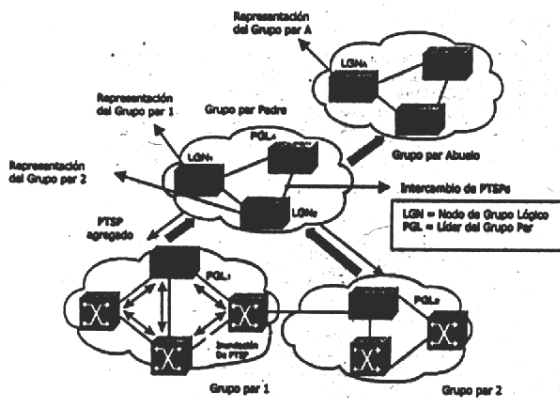 Representación
del Grupo par A
LGNA
Representación
del Grupo par 1
Grupo par Padre
PGLA
Grupo par Abuelo
LGN1
Representación
del Grupo par 2
Intercambio de PTSPs
LGN2
LGN = Nodo de Grupo Lógico
PGL = Líder del Grupo Par
PTSP
agregado
PGL1
PGL2
Inundación
De PTSP
Grupo par 1
Grupo par 2